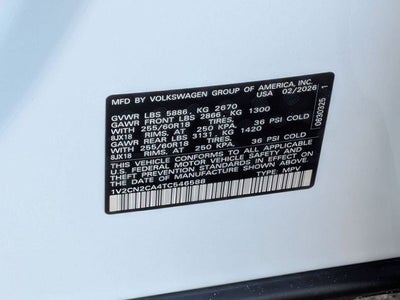 MFD BY VOLKSWAGEN GROUP OF AMERICA, INC.
USA 02/2026
GVWR LBS 5886, KG 2670
GAWR FRONT LBS 2866, KG 1300
WITH 255/60R18 TIRES, 36 PSI COLD
8JX18 RIMS, AT 250 KPA.
GAWR REAR LBS 3131 KG 1420
WITH 255/60R18 TIRES, 36 PSI COLD
8JX18 RIMS, AT 250 KPA.
THIS VEHICLE CONFORMS TO ALL APPLICABLE
U.S. FEDERAL MOTOR VEHICLE SAFETY AND
THEFT PREVENTION STANDARDS IN EFFECT ON
THE DATE OF MANUFACTURE SHOWN ABOVE.
1V2CN2CA4TC546588 TYPE: MPV